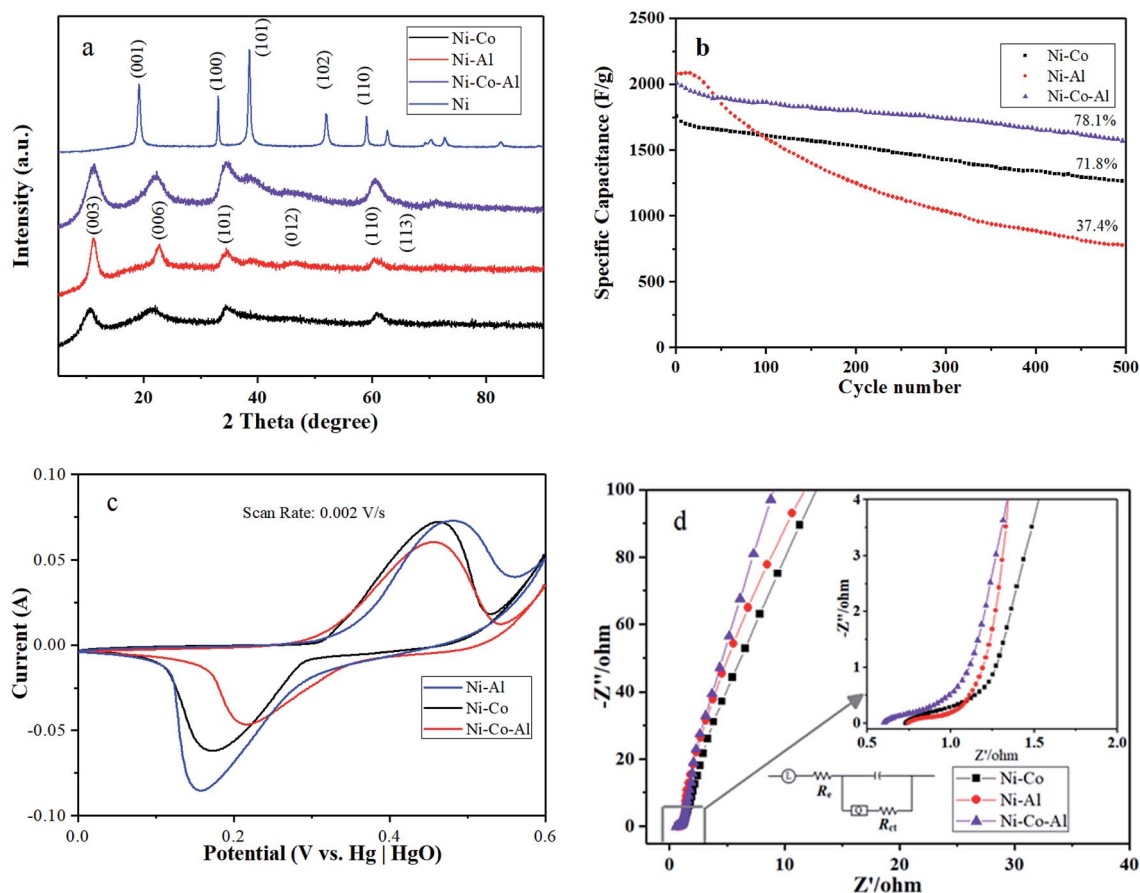 a
Ni-Co
Ni-Al
Ni-Co-Al
Ni
(001)
(100)
(101)
(102)
(110)
(003)
(006)
(101)
(012)
(110)
(113)
Intensity (a.u.)
20
40
60
80
2 Theta (degree)
b
Ni-Co
Ni-Al
Ni-Co-Al
78.1%
71.8%
37.4%
2500
2000
1500
1000
500
0
Specific Capacitance (F/g)
0
100
200
300
400
500
Cycle number
c
Scan Rate: 0.002 V/s
0.10
0.05
0.00
-0.05
-0.10
Current (A)
Ni-Al
Ni-Co
Ni-Co-Al
0.0
0.2
0.4
0.6
Potential (V vs. Hg | HgO)
d
100
80
60
40
20
0
-Z''/ohm
4
3
2
1
0
-Z''/ohm
0.5
1.0
1.5
2.0
Z'/ohm
L
Re
Q
Rct
Ni-Co
Ni-Al
Ni-Co-Al
0
10
20
30
40
Z'/ohm